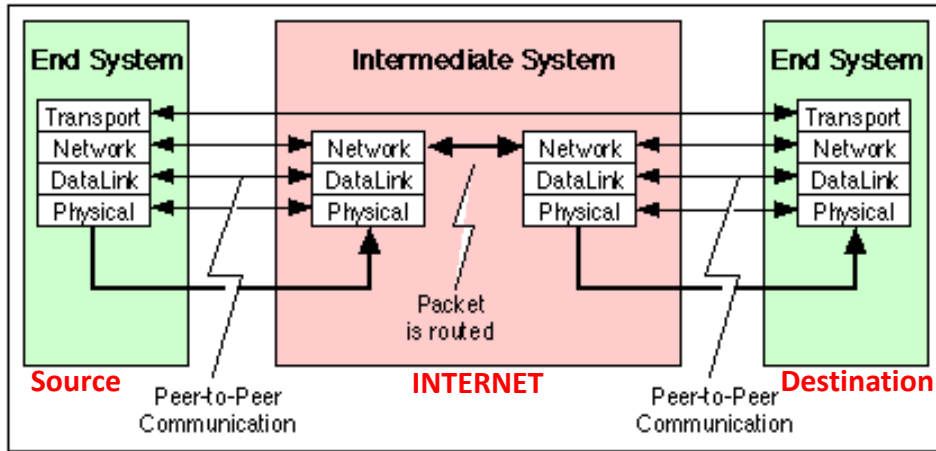 End System
Transport
Network
DataLink
Physical
Source
Intermediate System
Network
DataLink
Physical
Network
DataLink
Physical
Packet
is routed
INTERNET
End System
Transport
Network
DataLink
Physical
Destination
Peer-to-Peer
Communication
Peer-to-Peer
Communication